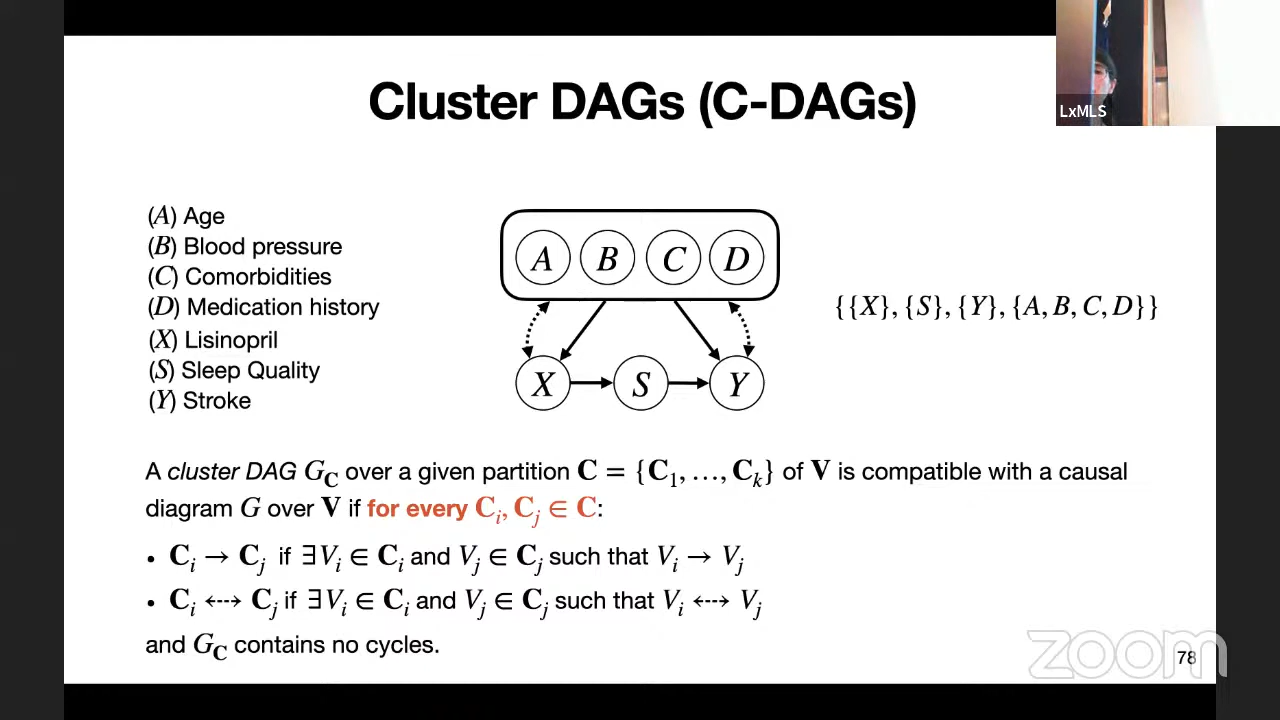 Cluster DAGs (C-DAGs)
LxMLS
(A) Age
(B) Blood pressure
(C) Comorbidities
(D) Medication history
(X) Lisinopril
(S) Sleep Quality
(Y) Stroke
A B C D
X S Y
{{X}, {S}, {Y}, {A, B, C, D}}
A cluster DAG G_C over a given partition C = {C_1, …, C_k} of V is compatible with a causal
diagram G over V if for every C_i, C_j ∈ C:
• C_i → C_j if ∃V_i ∈ C_i and V_j ∈ C_j such that V_i → V_j
• C_i ⇠⇢ C_j if ∃V_i ∈ C_i and V_j ∈ C_j such that V_i ⇠⇢ V_j
and G_C contains no cycles.
zoom
78